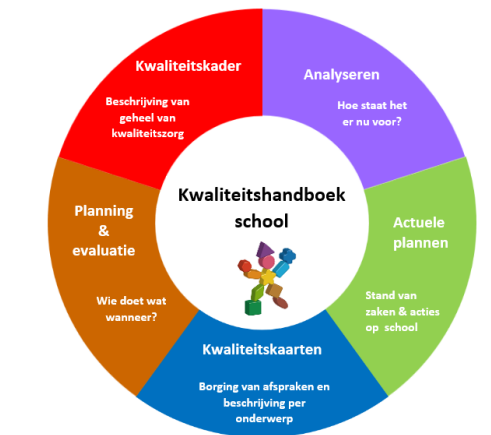 Kwaliteitskader
Beschrijving van
geheel van
kwaliteitszorg
Analyseren
Hoe staat het
er nu voor?
Kwaliteitshandboek
school
Planning
&
evaluatie
Wie doet wat
wanneer?
Actuele
plannen
Stand van
zaken & acties
op school
Kwaliteitskaarten
Borging van afspraken en
beschrijving per
onderwerp